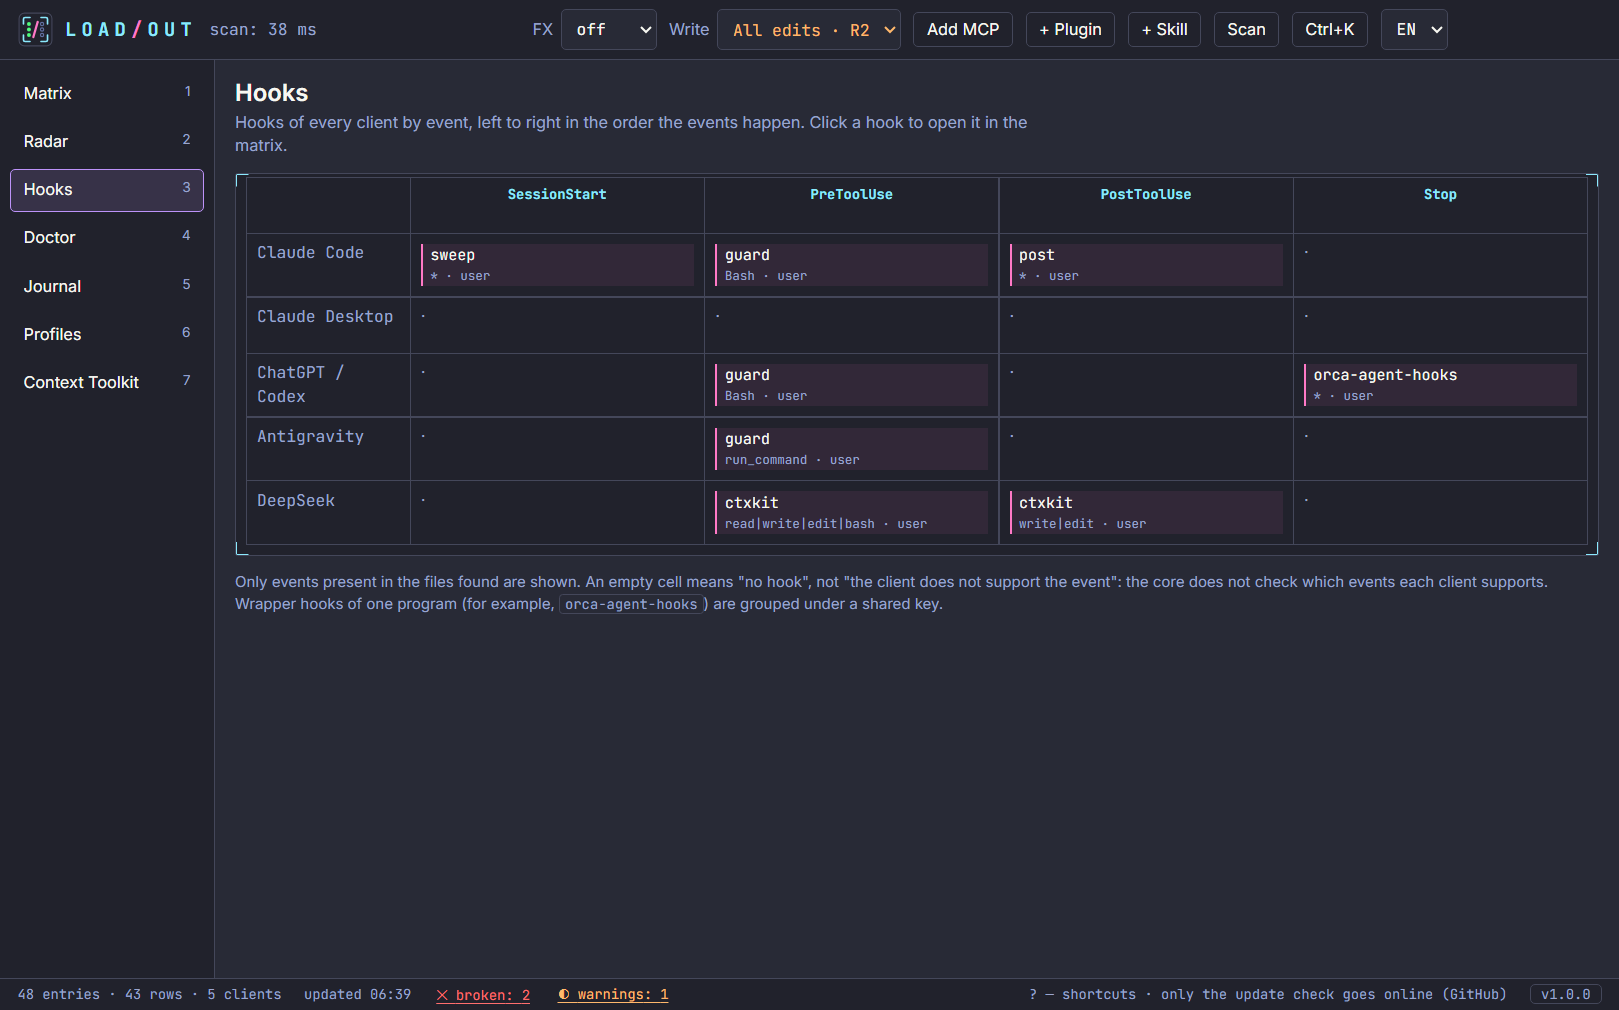 LOAD/OUT scan: 38 ms FX off Write All edits · R2 Add MCP + Plugin + Skill Scan Ctrl+K EN
Matrix 1
Radar 2
Hooks 3
Doctor 4
Journal 5
Profiles 6
Context Toolkit 7
Hooks
Hooks of every client by event, left to right in the order the events happen. Click a hook to open it in the
matrix.
SessionStart PreToolUse PostToolUse Stop
Claude Code sweep guard post ·
* · user Bash · user * · user
Claude Desktop · · · ·
ChatGPT / · guard · orca-agent-hooks
Codex Bash · user * · user
Antigravity · guard · ·
run_command · user
DeepSeek · ctxkit ctxkit ·
read|write|edit|bash · user write|edit · user
Only events present in the files found are shown. An empty cell means "no hook", not "the client does not support the event": the core does not check which events each client supports.
Wrapper hooks of one program (for example, orca-agent-hooks) are grouped under a shared key.
48 entries · 43 rows · 5 clients updated 06:39 broken: 2 warnings: 1 ? — shortcuts · only the update check goes online (GitHub) v1.0.0